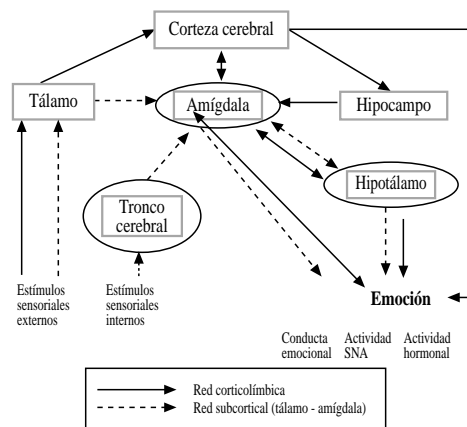 Corteza cerebral
Tálamo
Amígdala
Hipocampo
Hipotálamo
Tronco
cerebral
Estímulos
sensoriales
externos
Estímulos
sensoriales
internos
Emoción
Conducta
emocional
Actividad
SNA
Actividad
hormonal
Red corticolímbica
Red subcortical (tálamo - amígdala)